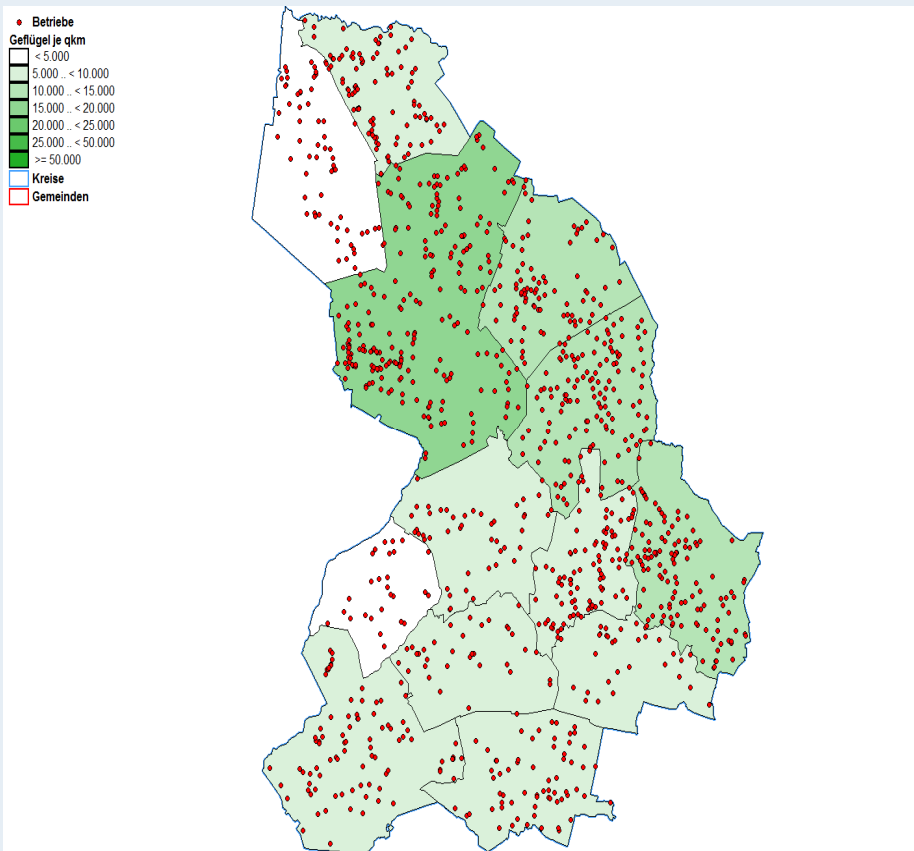 Betriebe
Geflügel je qkm
< 5.000
5.000 .. < 10.000
10.000 .. < 15.000
15.000 .. < 20.000
20.000 .. < 25.000
25.000 .. < 50.000
>= 50.000
Kreise
Gemeinden